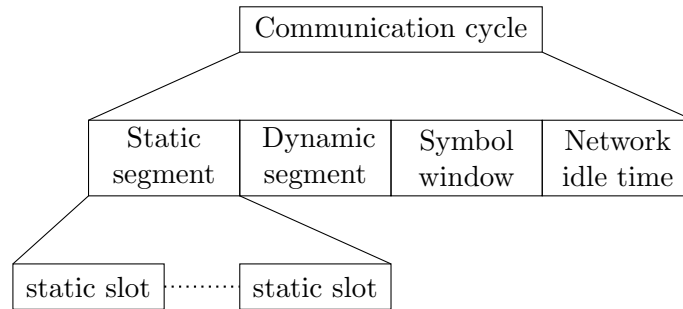 Communication cycle
Static
segment
Dynamic
segment
Symbol
window
Network
idle time
static slot
static slot